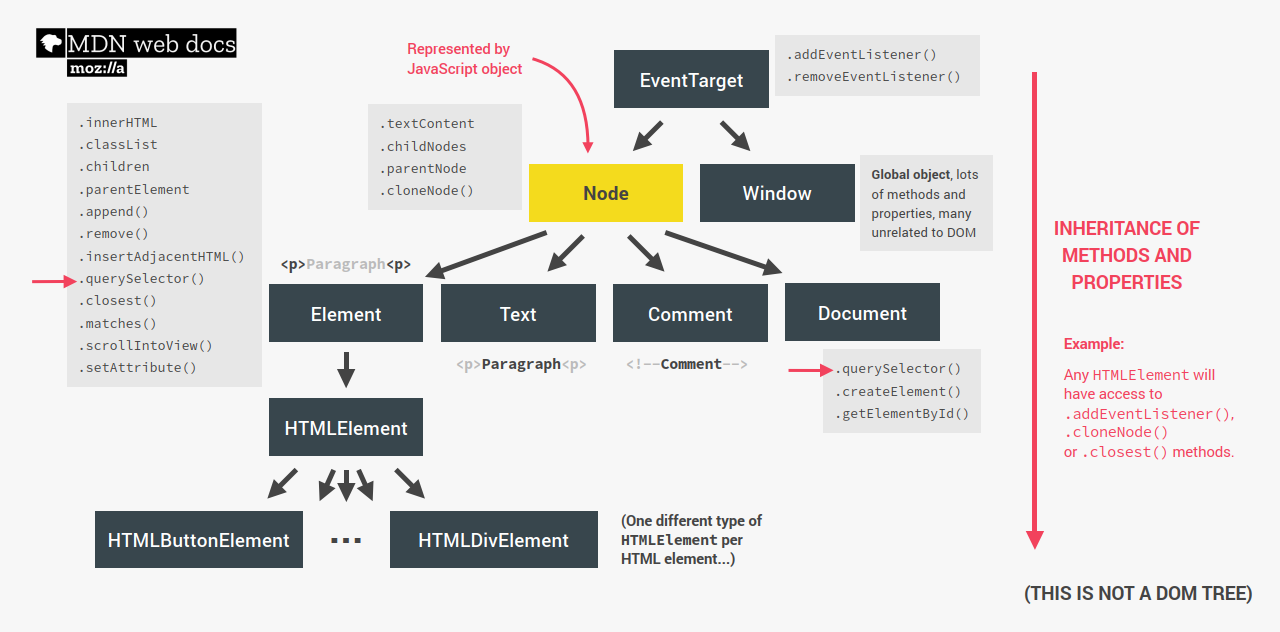 MDN web docs
moz://a
Represented by
JavaScript object
EventTarget
.addEventListener()
.removeEventListener()
.innerHTML
.classList
.children
.parentElement
.append()
.remove()
.insertAdjacentHTML()
.querySelector()
.closest()
.matches()
.scrollIntoView()
.setAttribute()
.textContent
.childNodes
.parentNode
.cloneNode()
Node
Window
Global object, lots
of methods and
properties, many
unrelated to DOM
<p>Paragraph<p>
Element
Text
Comment
Document
<p>Paragraph<p>
<!--Comment-->
.querySelector()
.createElement()
.getElementById()
HTMLElement
HTMLButtonElement
...
HTMLDivElement
(One different type of
HTMLElement per
HTML element...)
INHERITANCE OF
METHODS AND
PROPERTIES
Example:
Any HTMLElement will
have access to
.addEventListener(),
.cloneNode()
or .closest() methods.
(THIS IS NOT A DOM TREE)